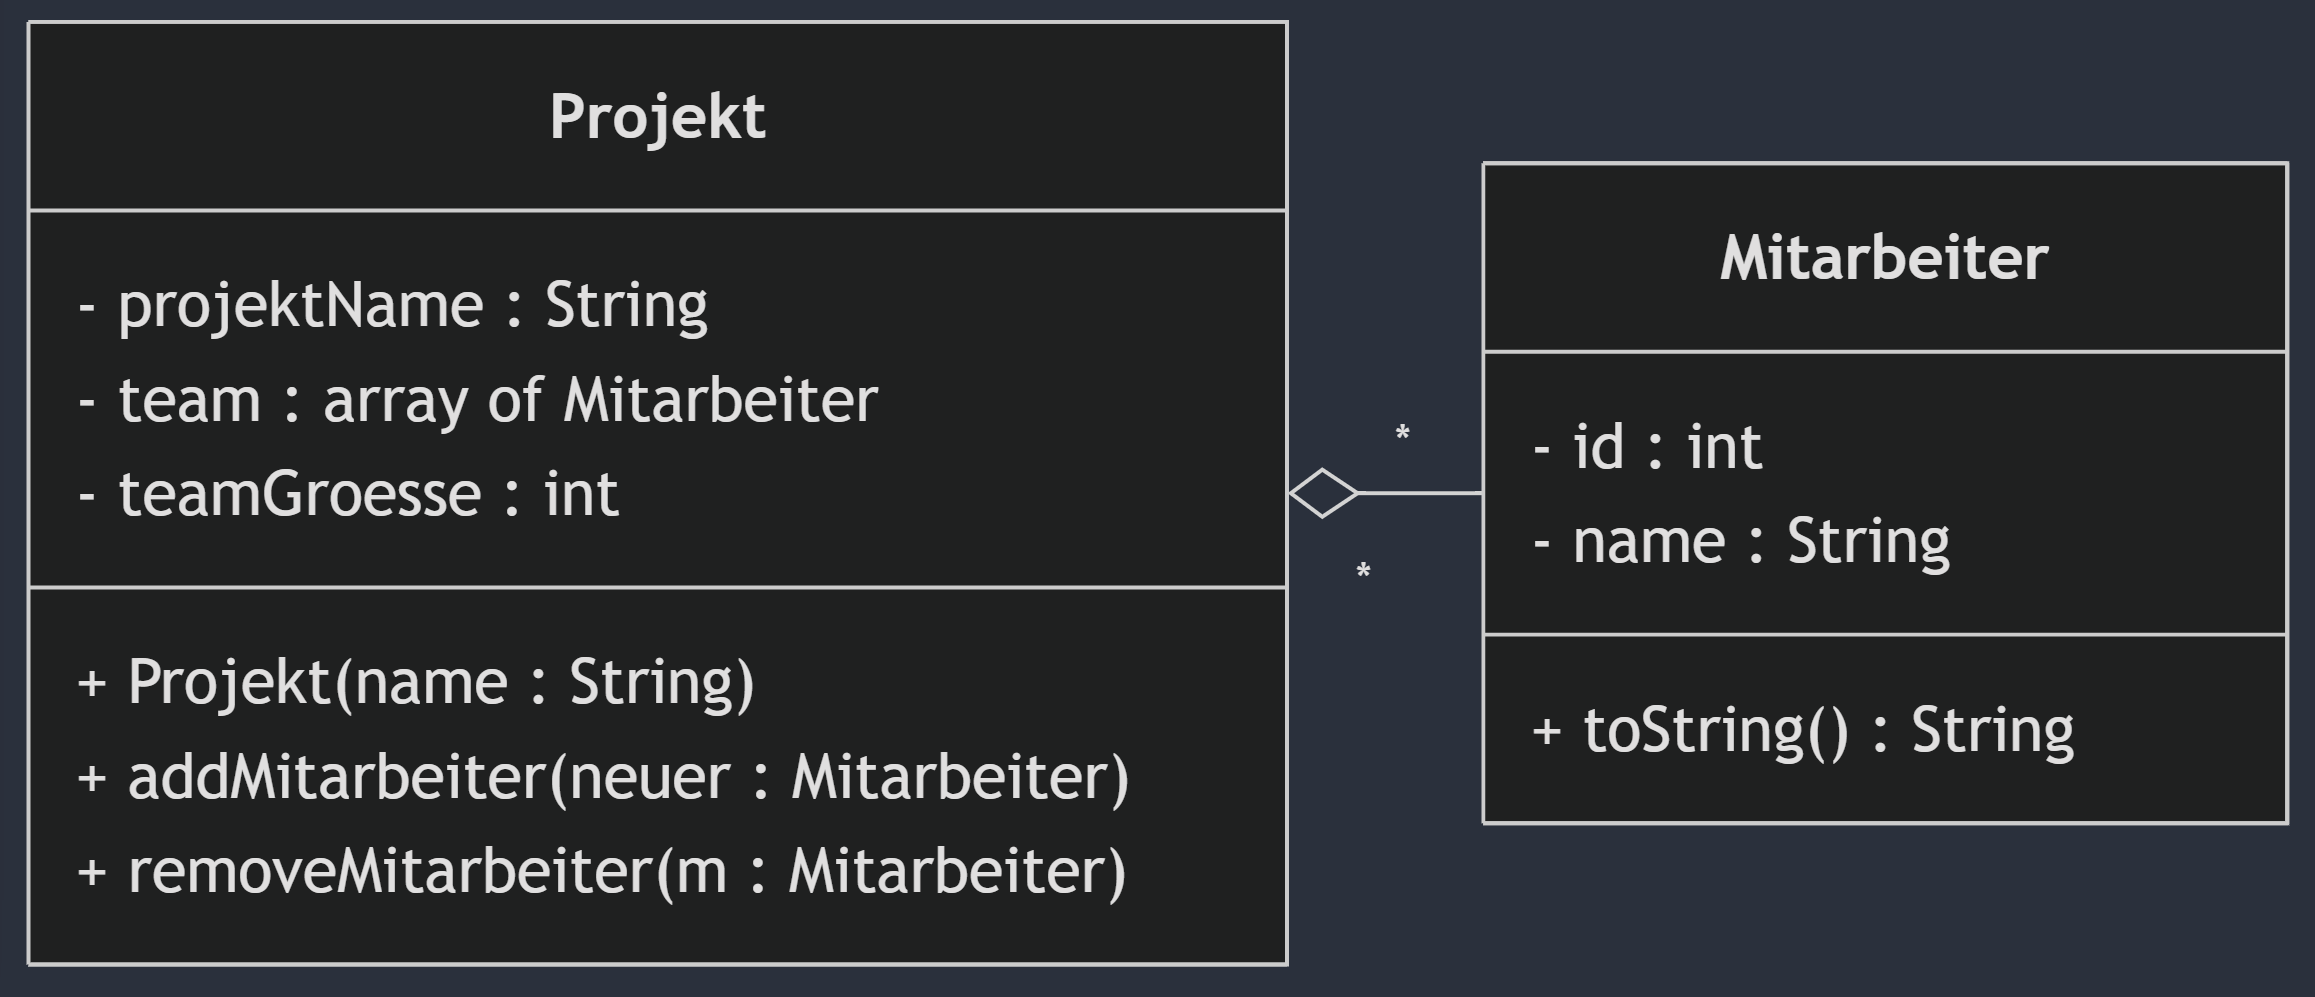 Projekt
- projektName : String
- team : array of Mitarbeiter
- teamGroesse : int
+ Projekt(name : String)
+ addMitarbeiter(neuer : Mitarbeiter)
+ removeMitarbeiter(m : Mitarbeiter)
*
*
Mitarbeiter
- id : int
- name : String
+ toString() : String